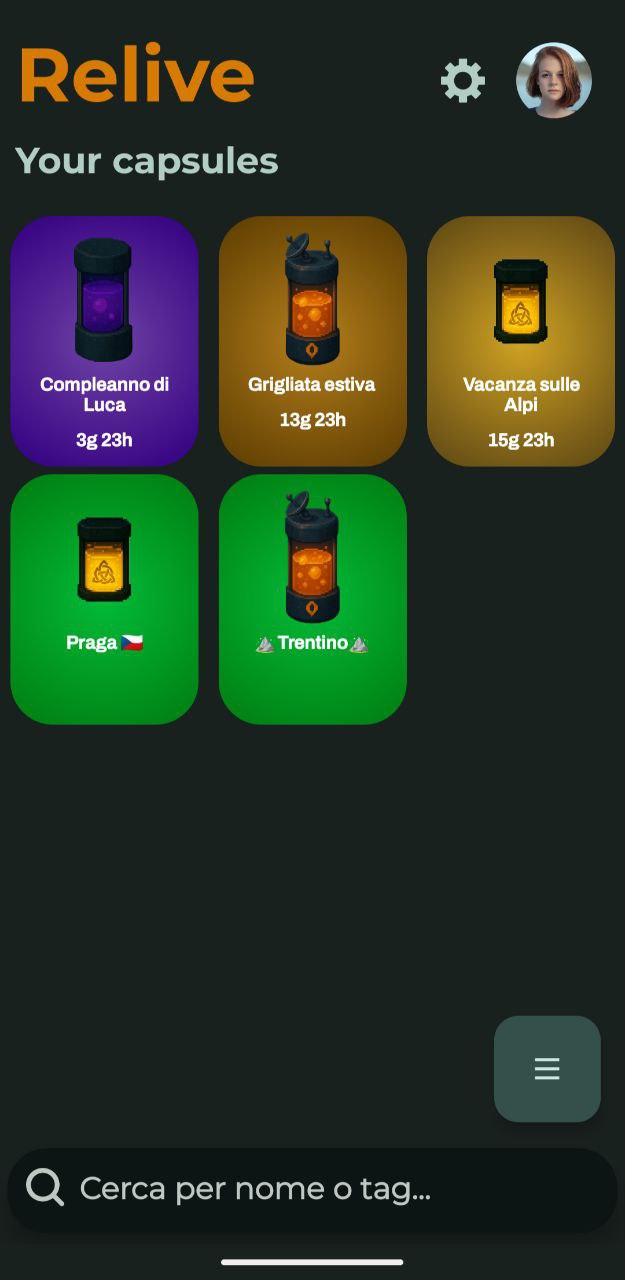 Relive
Your capsules
Compleanno di
Luca
3g 23h
Grigliata estiva
13g 23h
Vacanza sulle
Alpi
15g 23h
Praga 🇨🇿
⛰️Trentino⛰️
Cerca per nome o tag...